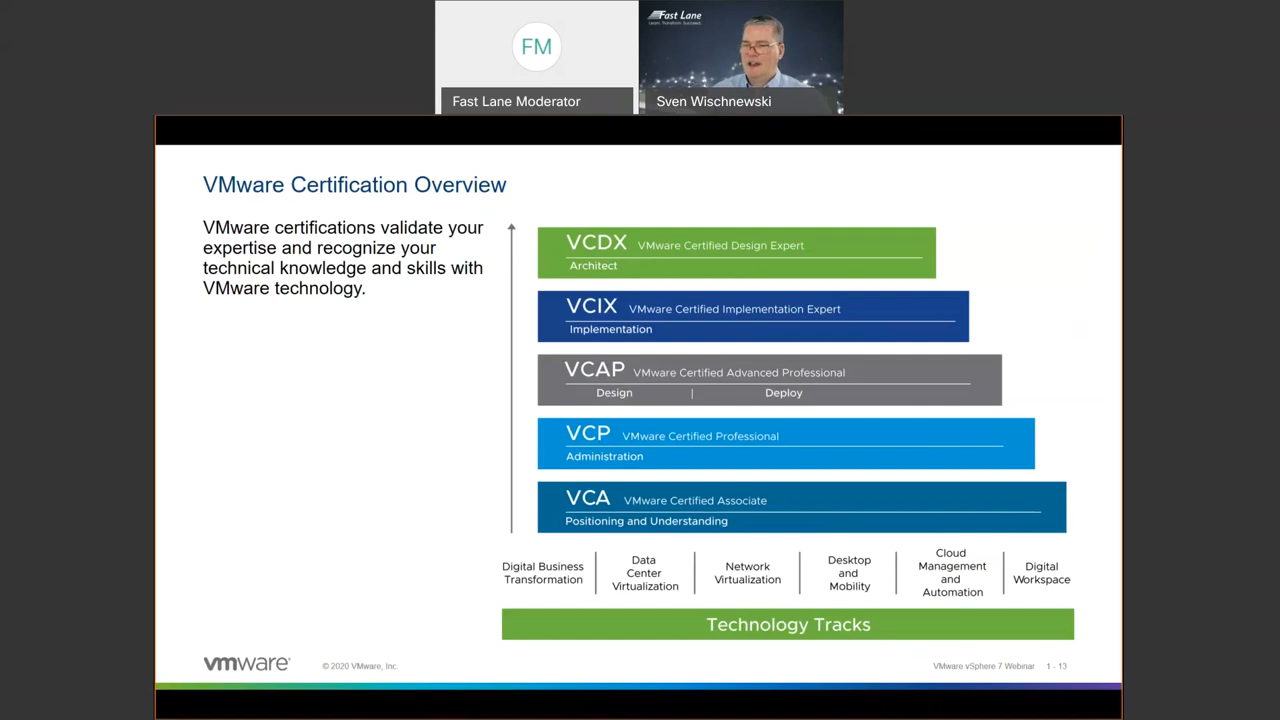 FM
Fast Lane
Learn. Transform. Succeed.
Fast Lane Moderator
Sven Wischnewski
VMware Certification Overview
VMware certifications validate your
expertise and recognize your
technical knowledge and skills with
VMware technology.
VCDX VMware Certified Design Expert
Architect
VCIX VMware Certified Implementation Expert
Implementation
VCAP VMware Certified Advanced Professional
Design | Deploy
VCP VMware Certified Professional
Administration
VCA VMware Certified Associate
Positioning and Understanding
Digital Business
Transformation
Data
Center
Virtualization
Network
Virtualization
Desktop
and
Mobility
Cloud
Management
and
Automation
Digital
Workspace
Technology Tracks
vmware®
© 2020 VMware, Inc.
VMware vSphere 7 Webinar 1 - 13